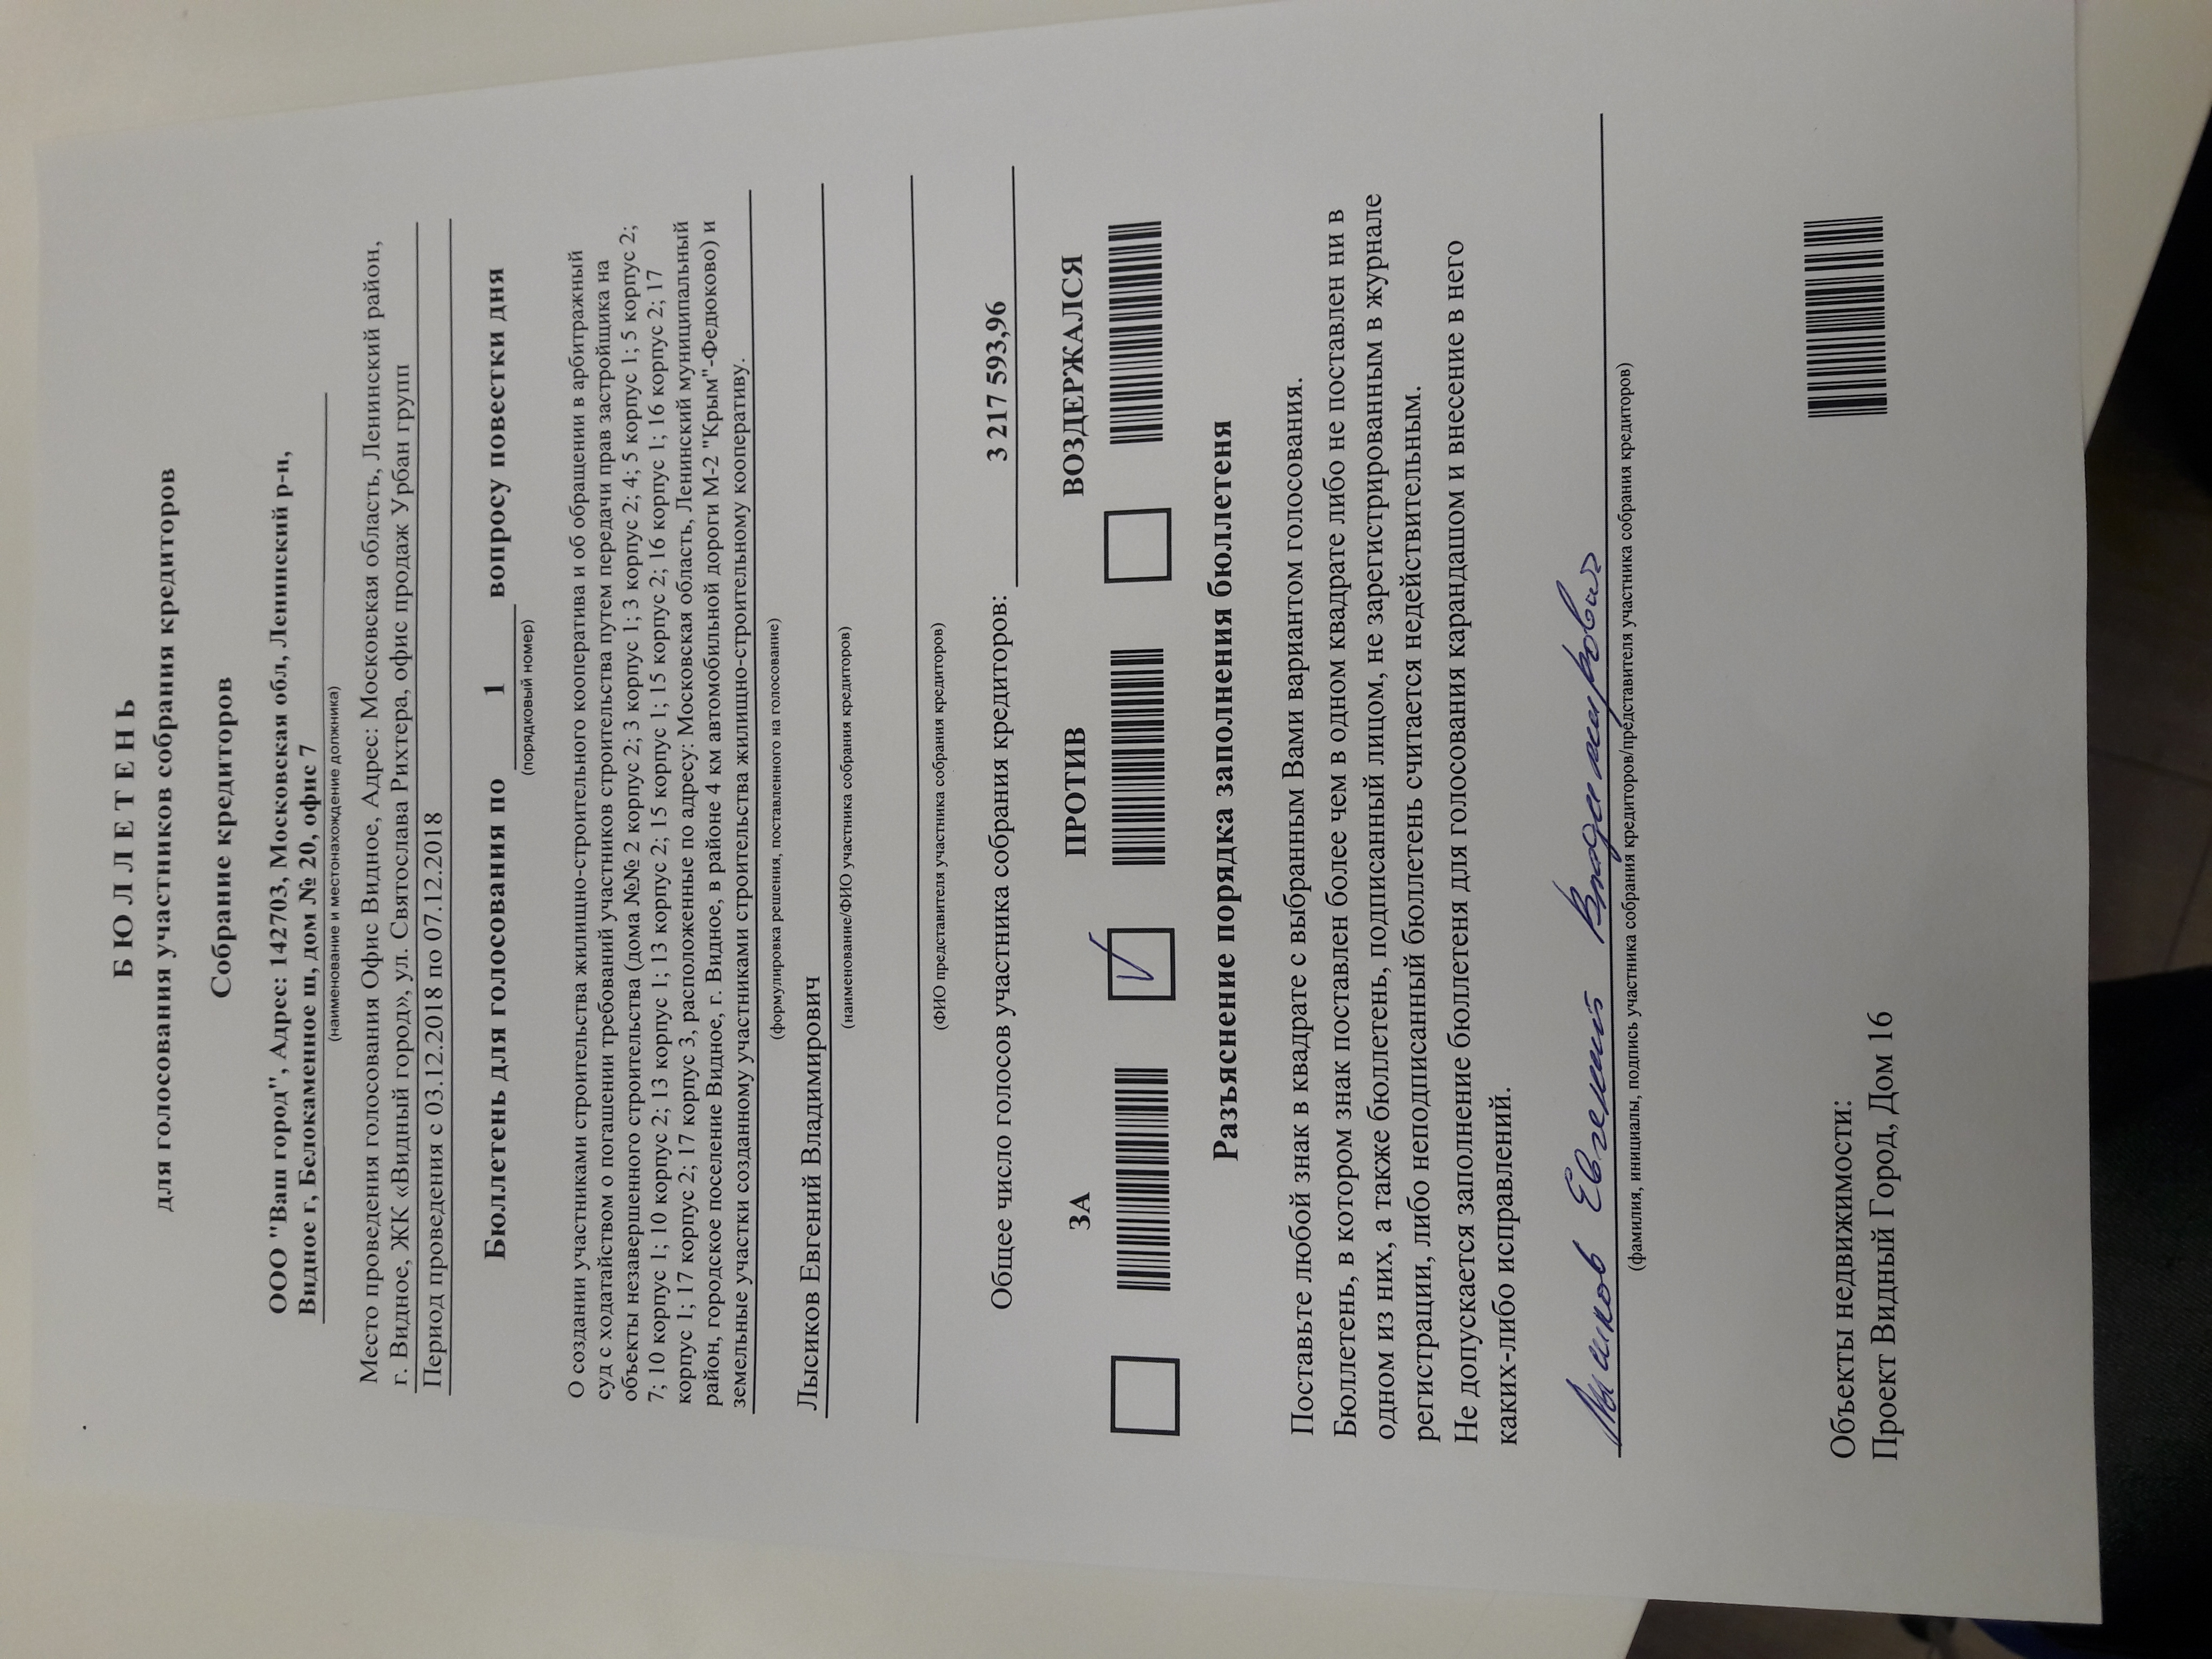 БЮЛЛЕТЕНЬ
для голосования участников собрания кредиторов
Собрание кредиторов
ООО "Ваш город", Адрес: 142703, Московская обл, Ленинский р-н,
Видное г, Белокаменное ш, дом № 20, офис 7
(наименование и местонахождение должника)
Место проведения голосования Офис Видное, Адрес: Московская область, Ленинский район,
г. Видное, ЖК «Видный город», ул. Святослава Рихтера, офис продаж Урбан групп
Период проведения с 03.12.2018 по 07.12.2018
Бюллетень для голосования по 1 вопросу повестки дня
(порядковый номер)
О создании участниками строительства жилищно-строительного кооператива и об обращении в арбитражный
суд с ходатайством о погашении требований участников строительства путем передачи прав застройщика на
объекты незавершенного строительства (дома №№ 2 корпус 2; 3 корпус 1; 3 корпус 2; 4; 5 корпус 1; 5 корпус 2;
7; 10 корпус 1; 10 корпус 2; 13 корпус 1; 13 корпус 2; 15 корпус 1; 15 корпус 2; 16 корпус 1; 16 корпус 2; 17
корпус 1; 17 корпус 2; 17 корпус 3, расположенные по адресу: Московская область, Ленинский муниципальный
район, городское поселение Видное, г. Видное, в районе 4 км автомобильной дороги М-2 "Крым"-Федюково) и
земельные участки созданному участниками строительства жилищно-строительному кооперативу.
(формулировка решения, поставленного на голосование)
Лысиков Евгений Владимирович
(наименование/ФИО участника собрания кредиторов)
(ФИО представителя участника собрания кредиторов)
Общее число голосов участника собрания кредиторов: 3 217 593,96
ЗА ПРОТИВ ВОЗДЕРЖАЛСЯ
Разъяснение порядка заполнения бюллетеня
Поставьте любой знак в квадрате с выбранным Вами вариантом голосования.
Бюллетень, в котором знак поставлен более чем в одном квадрате либо не поставлен ни в
одном из них, а также бюллетень, подписанный лицом, не зарегистрированным в журнале
регистрации, либо неподписанный бюллетень считается недействительным.
Не допускается заполнение бюллетеня для голосования карандашом и внесение в него
каких-либо исправлений.
Лысиков Евгений Владимирович
(фамилия, инициалы, подпись участника собрания кредиторов/представителя участника собрания кредиторов)
Объекты недвижимости:
Проект Видный Город, Дом 16